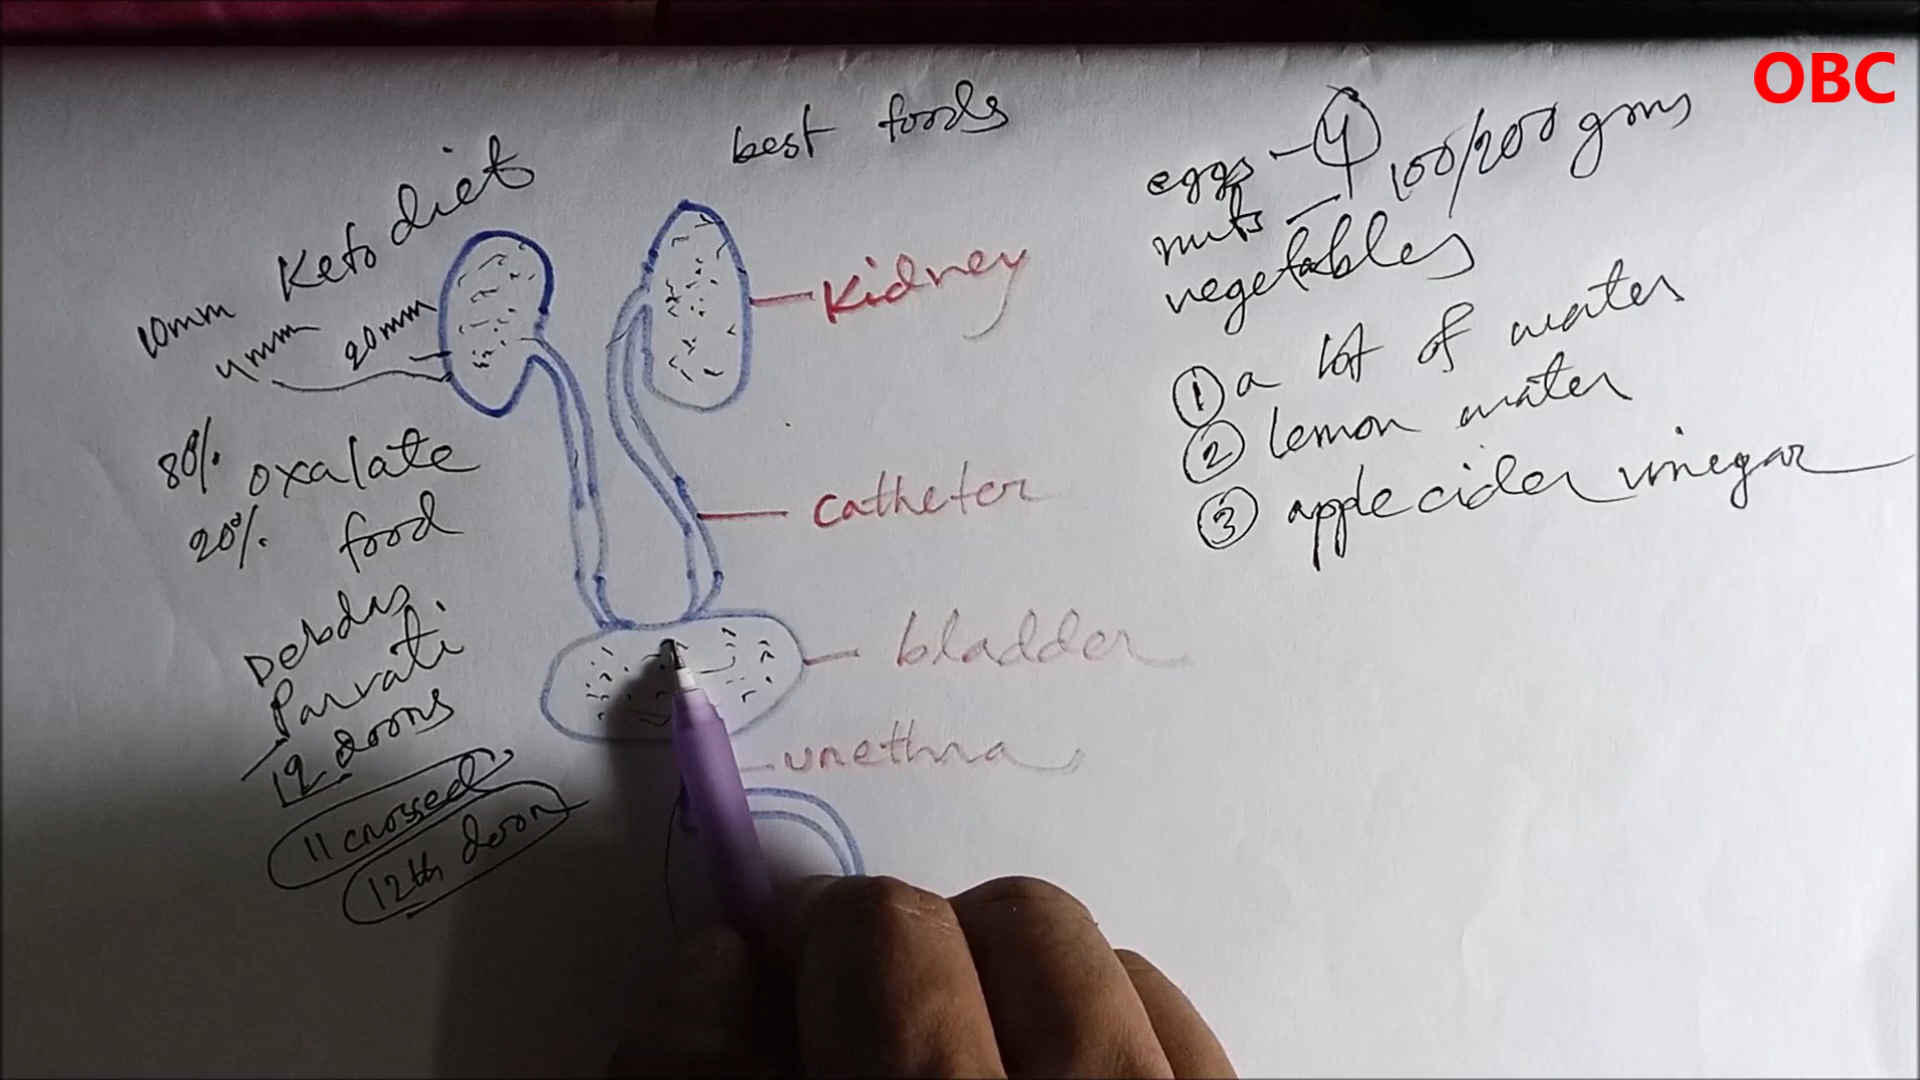 OBC
best foods
Keto diet
10mm
4mm
20mm
80% oxalate
20% food
Debdas
Parvati
12 doors
11 crossed
12th door
Kidney
catheter
bladder
urethra
eggs - 4
nuts - 100/200 gms
vegetables
1 a lot of water
2 lemon water
3 apple cider vinegar